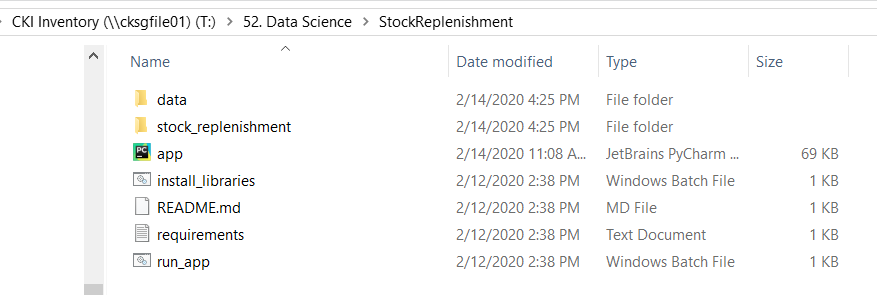 CKI Inventory (\\cksgfile01) (T:) > 52. Data Science > StockReplenishment
Name Date modified Type Size
data 2/14/2020 4:25 PM File folder
stock_replenishment 2/14/2020 4:25 PM File folder
PC app 2/14/2020 11:08 A... JetBrains PyCharm ... 69 KB
install_libraries 2/12/2020 2:38 PM Windows Batch File 1 KB
README.md 2/12/2020 2:38 PM MD File 1 KB
requirements 2/12/2020 2:38 PM Text Document 1 KB
run_app 2/12/2020 2:38 PM Windows Batch File 1 KB